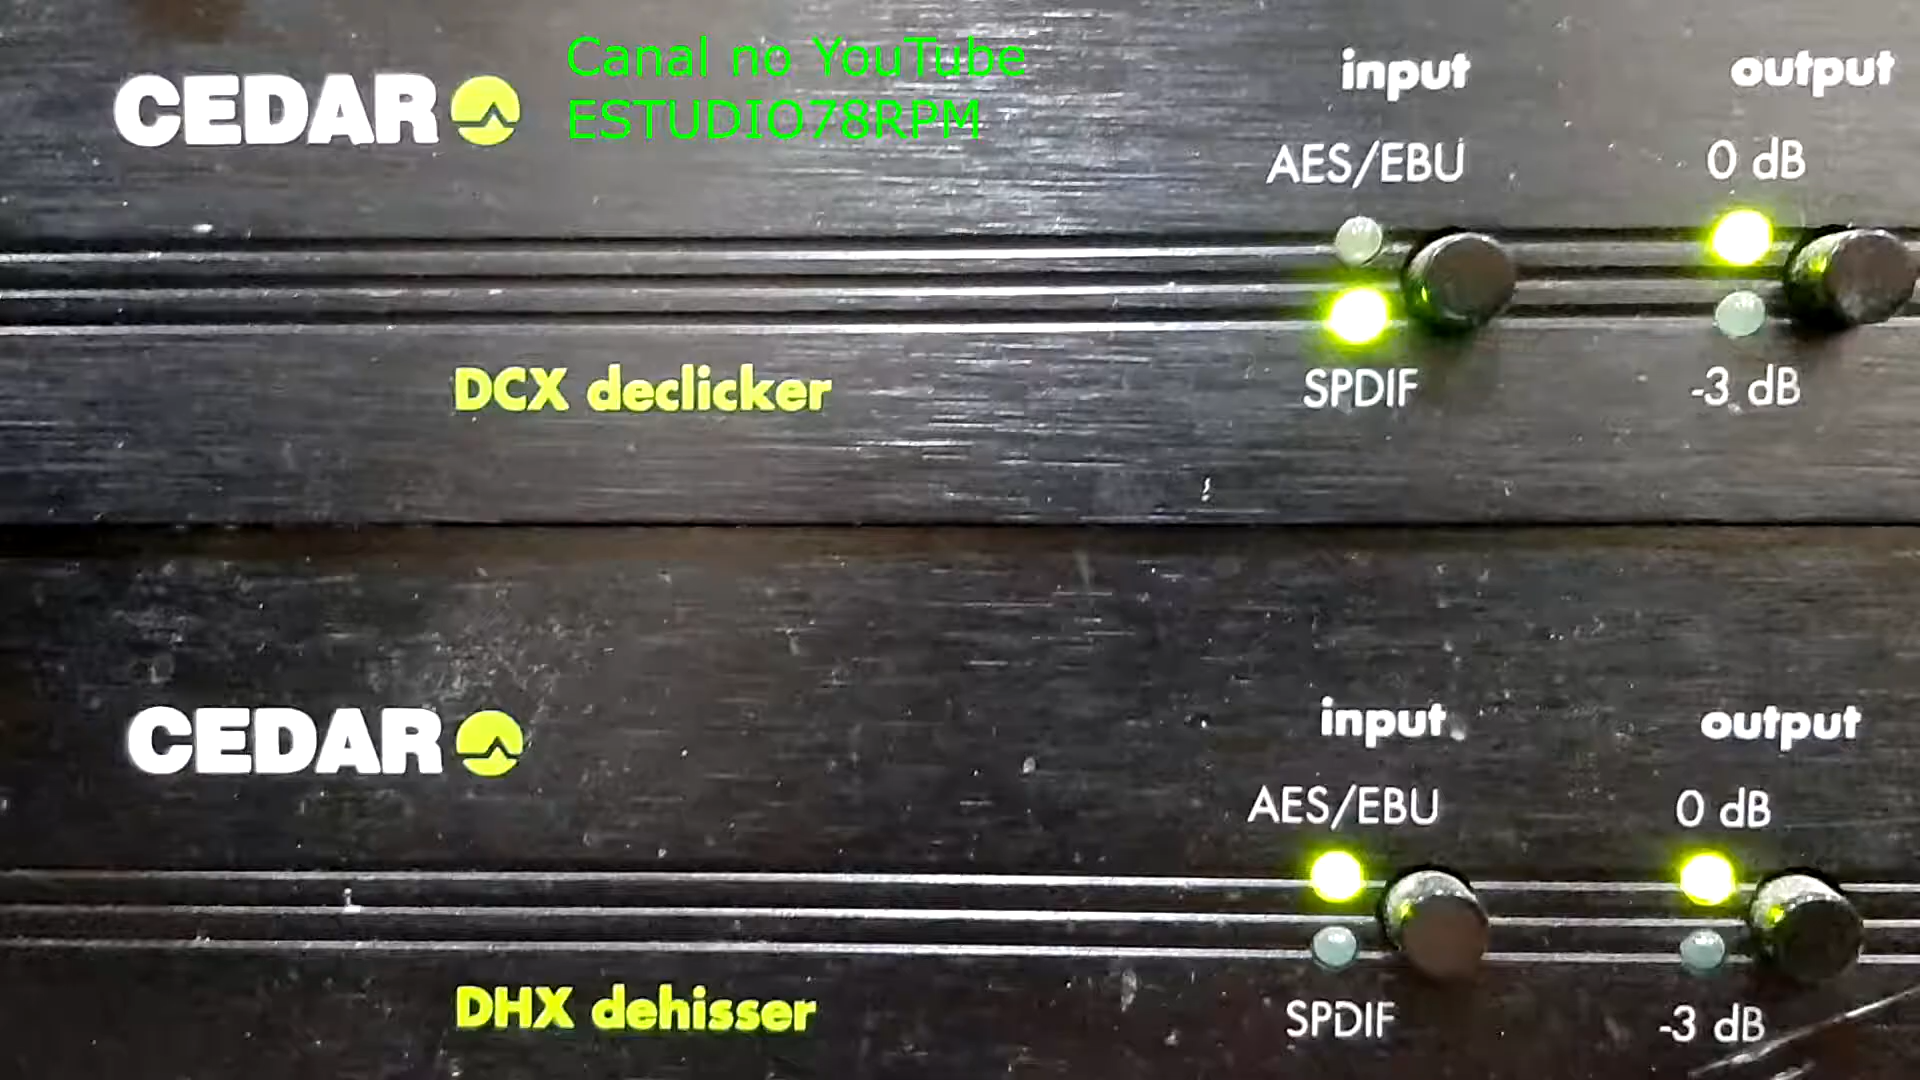 CEDAR
Canal no YouTube
ESTUDIO78RPM
input
output
AES/EBU
0 dB
DCX declicker
SPDIF
-3 dB
CEDAR
input
output
AES/EBU
0 dB
DHX dehisser
SPDIF
-3 dB